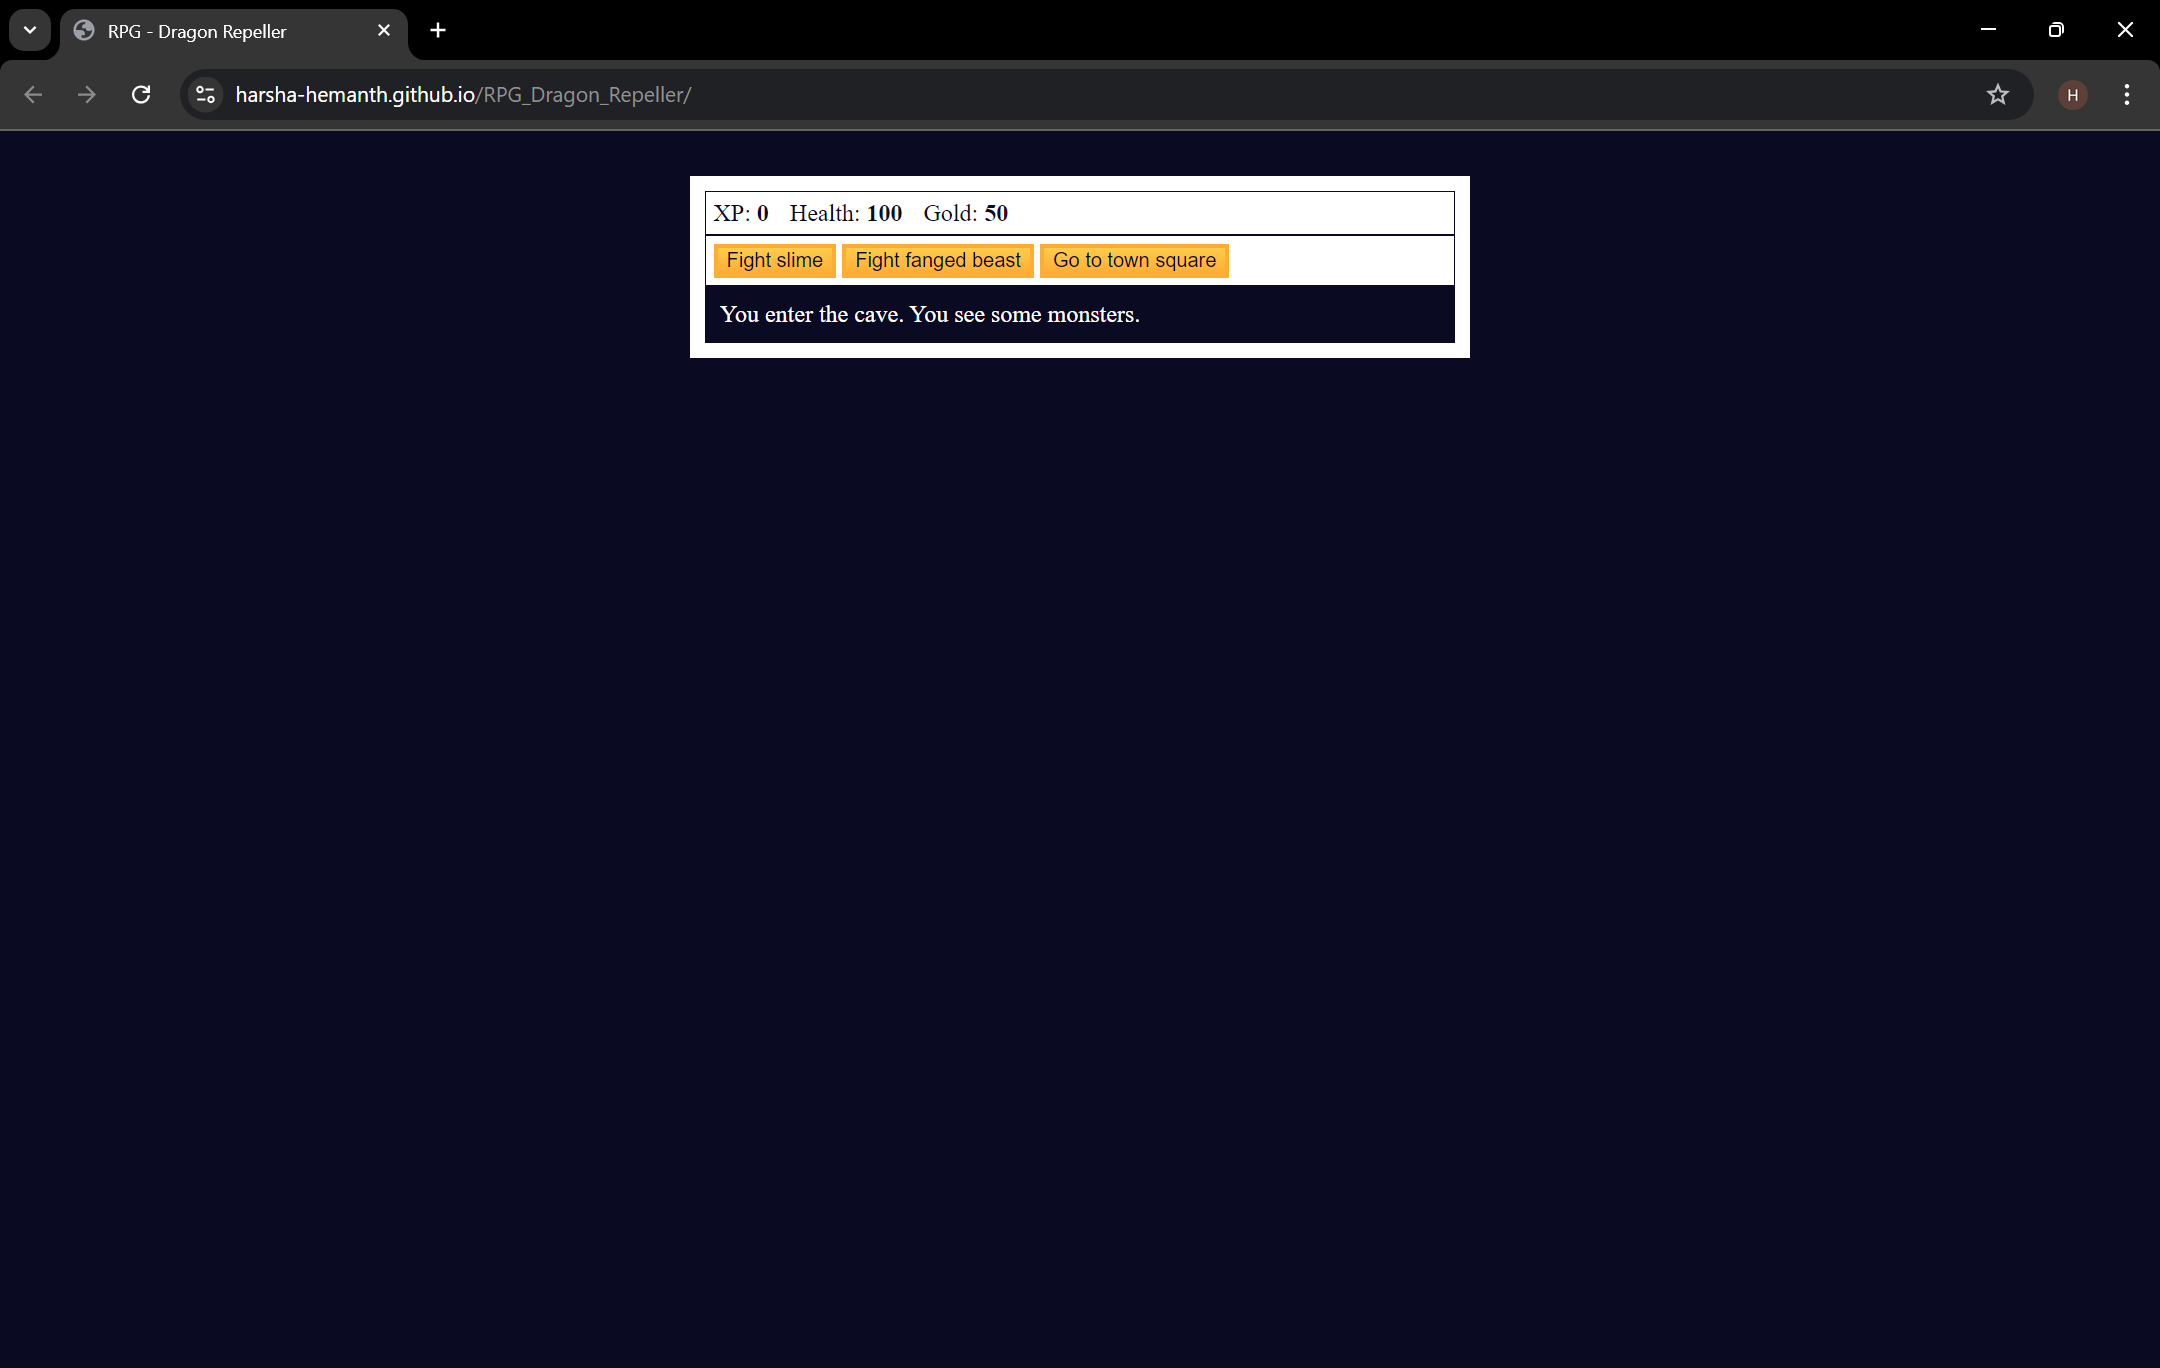 RPG - Dragon Repeller
harsha-hemanth.github.io/RPG_Dragon_Repeller/
H
XP: 0 Health: 100 Gold: 50
Fight slime Fight fanged beast Go to town square
You enter the cave. You see some monsters.